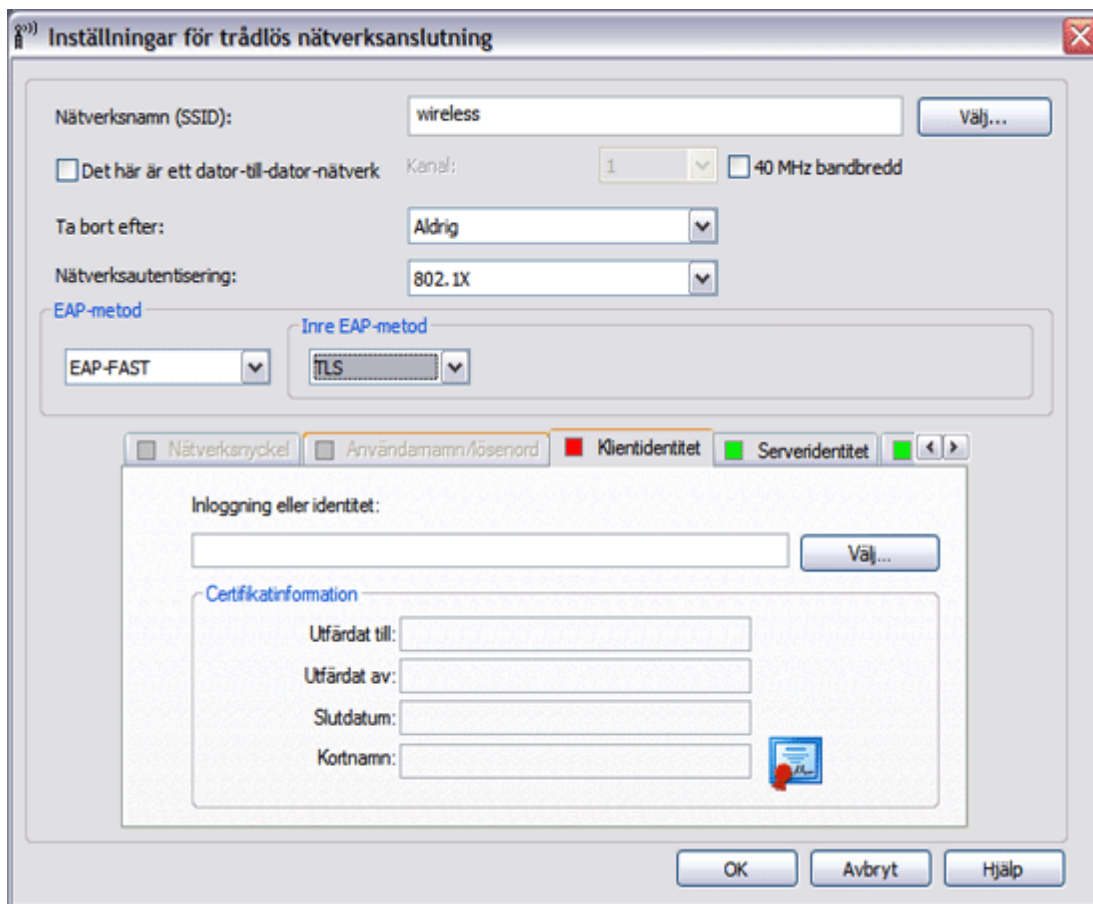 Inställningar för trådlös nätverksanslutning
Nätverksnamn (SSID): wireless Välj...
Det här är ett dator-till-dator-nätverk Kanal: 1 40 MHz bandbredd
Ta bort efter: Aldrig
Nätverksautentisering: 802.1X
EAP-metod
Inre EAP-metod
EAP-FAST TLS
Nätverksnyckel Användarnamn/lösenord Klientidentitet Serveridentitet
Inloggning eller identitet:
Välj...
Certifikatinformation
Utfärdat till:
Utfärdat av:
Slutdatum:
Kortnamn:
OK Avbryt Hjälp